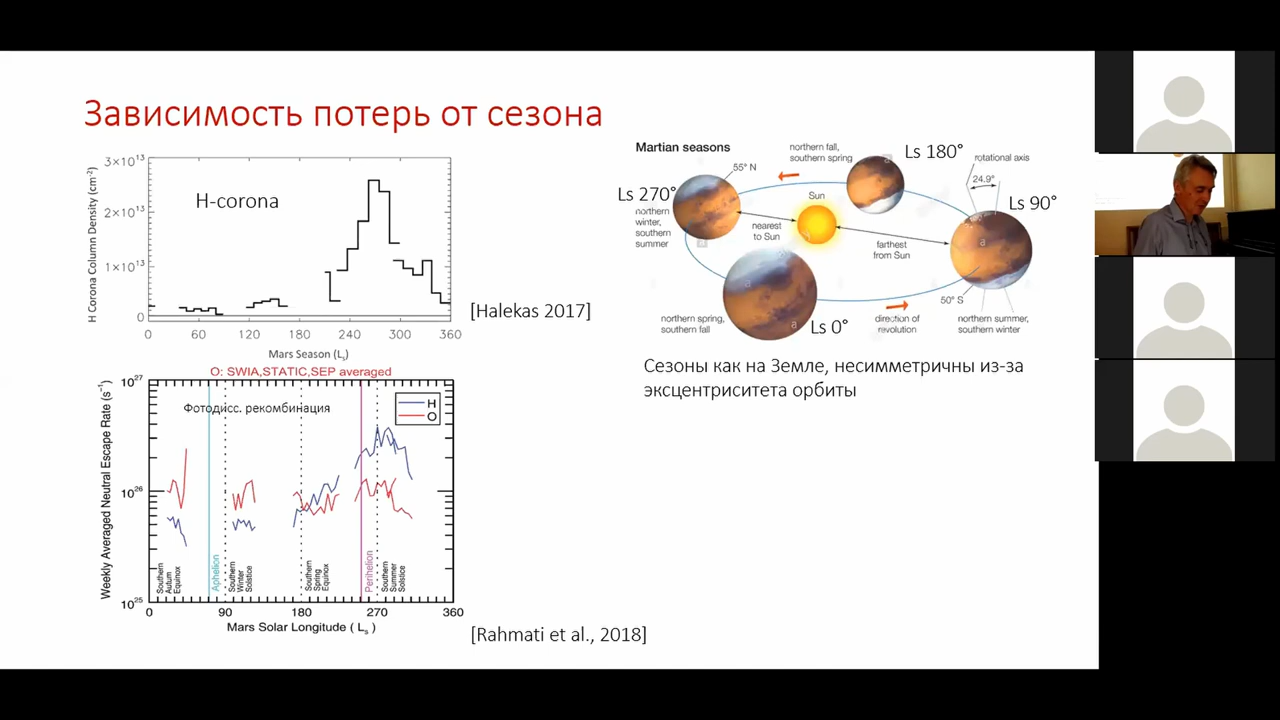 Зависимость потерь от сезона
H Corona Column Density (cm⁻²)
3×10¹³
2×10¹³
1×10¹³
0
H-corona
0 60 120 180 240 300 360
Mars Season (Lₛ)
[Halekas 2017]
O: SWIA,STATIC,SEP averaged
Weekly Averaged Neutral Escape Rate (s⁻¹)
10²⁷
10²⁶
10²⁵
Фотодисс. рекомбинация
H
O
Southern
Autum
Equinox
Aphelion
Southern
Winter
Solstice
Southern
Spring
Equinox
Perihelion
Southern
Summer
Solstice
0 90 180 270 360
Mars Solar Longitude ( Lₛ )
[Rahmati et al., 2018]
Martian seasons
55° N
northern fall,
southern spring
Ls 180°
rotational axis
24.9°
Ls 270°
northern
winter,
southern
summer
Sun
nearest
to Sun
farthest
from Sun
Ls 90°
50° S
northern spring,
southern fall
Ls 0°
direction of
revolution
northern summer,
southern winter
Сезоны как на Земле, несимметричны из-за
эксцентриситета орбиты